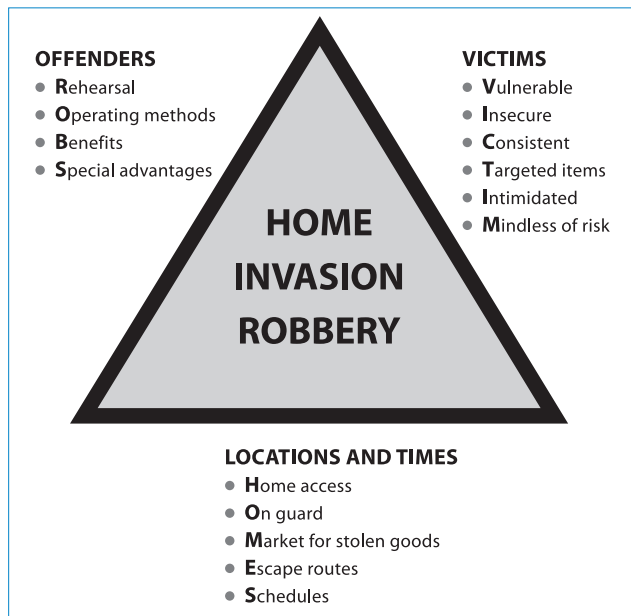 OFFENDERS
Rehearsal
Operating methods
Benefits
Special advantages
VICTIMS
Vulnerable
Insecure
Consistent
Targeted items
Intimidated
Mindless of risk
HOME
INVASION
ROBBERY
LOCATIONS AND TIMES
Home access
On guard
Market for stolen goods
Escape routes
Schedules